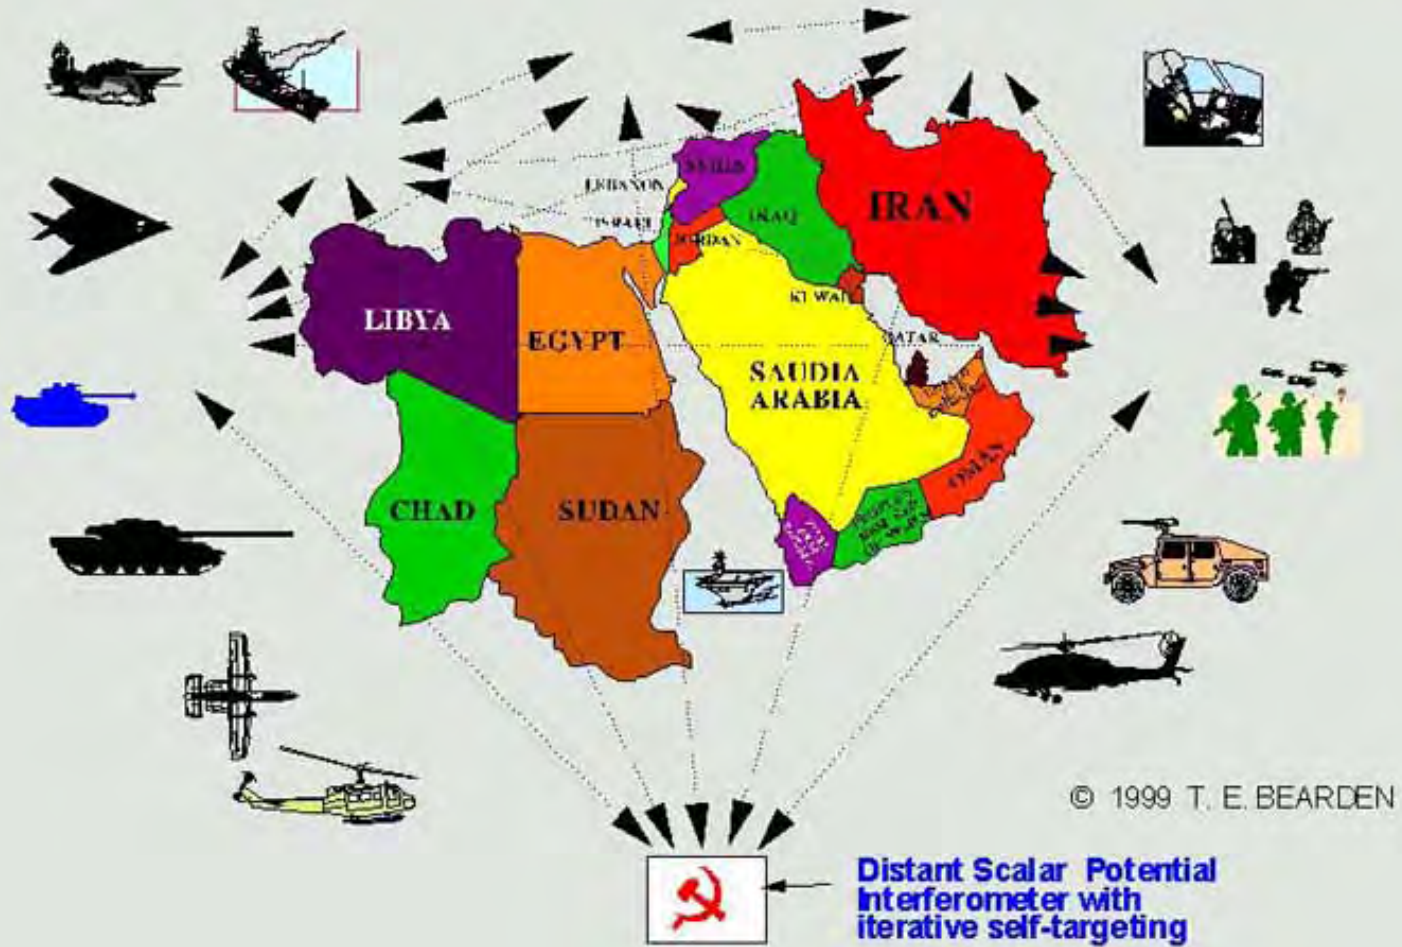 SYRIA
LEBANON
IRAN
IRAQ
ISRAEL
JORDAN
LIBYA
EGYPT
KUWAIT
QATAR
SAUDIA
ARABIA
OMAN
CHAD
SUDAN
© 1999 T. E. BEARDEN
Distant Scalar Potential
Interferometer with
iterative self-targeting